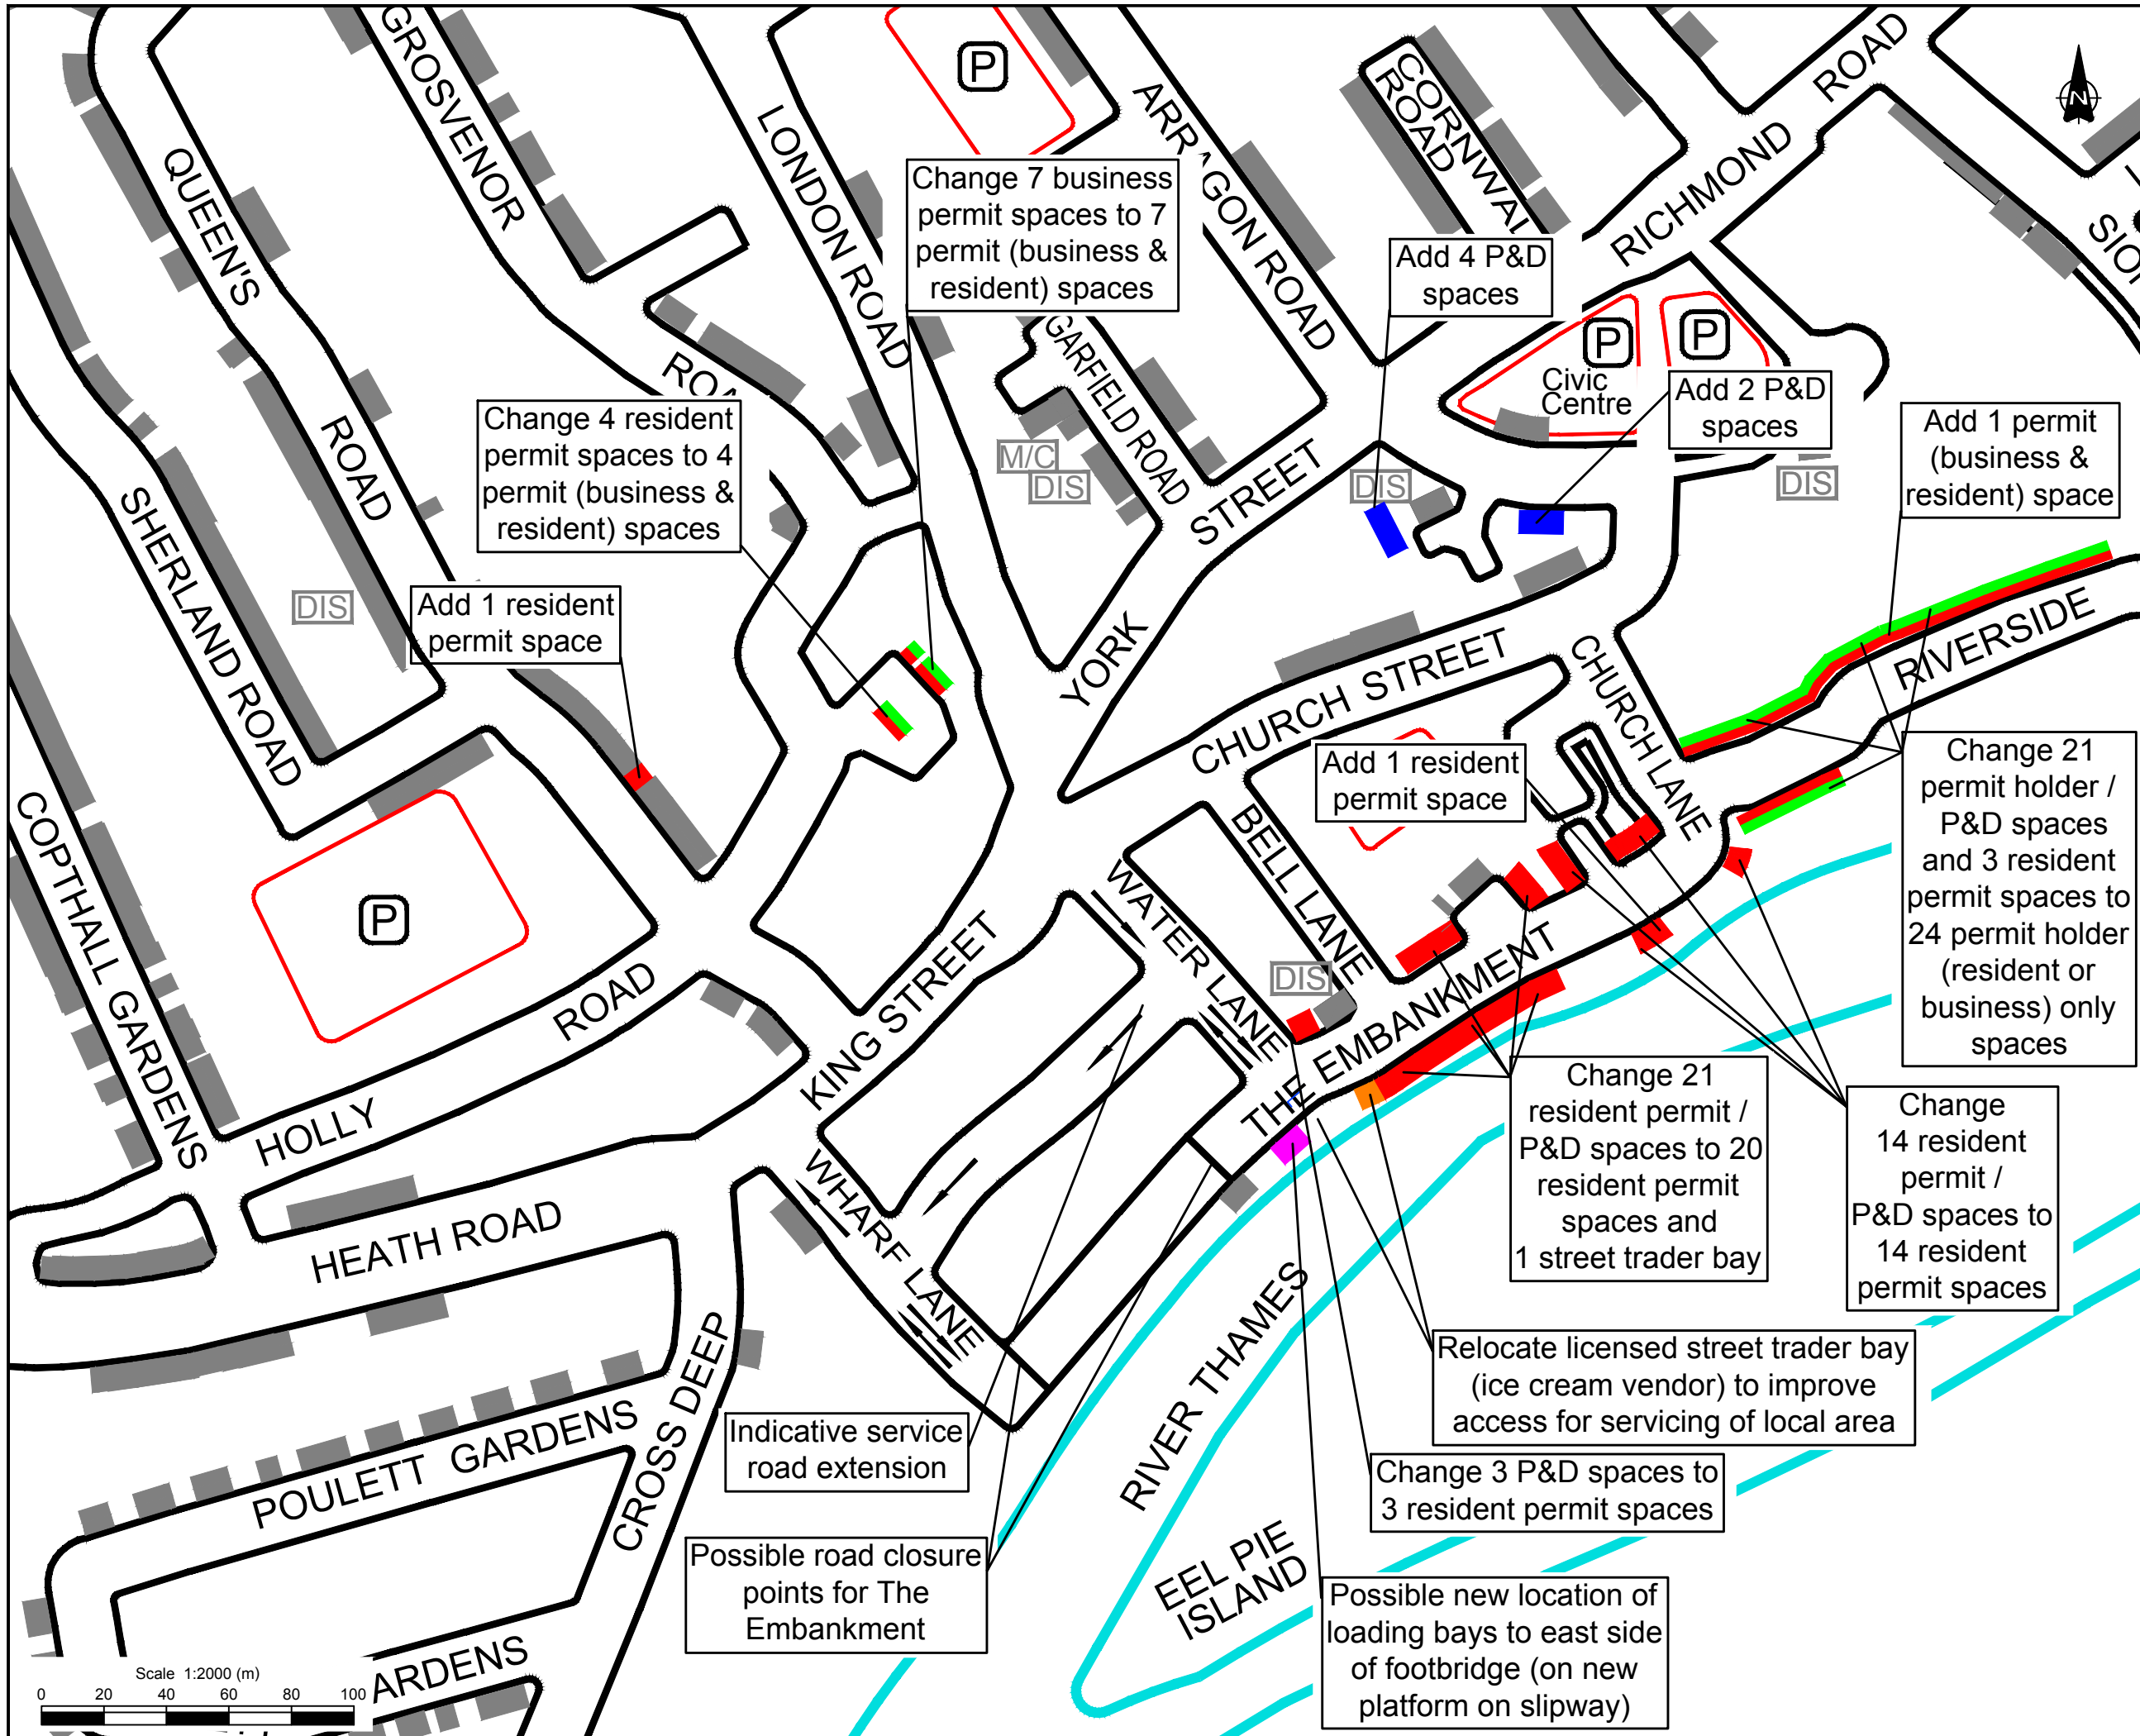 GROSVENOR
QUEEN'S
ROAD
SHERLAND ROAD
COPTHALL GARDENS
LONDON ROAD
P
ARRAGON ROAD
CORNWAL
ROAD
RICHMOND
ROAD
N
Change 7 business
permit spaces to 7
permit (business &
resident) spaces
Add 4 P&D
spaces
P
P
Civic
Centre
Add 2 P&D
spaces
Add 1 permit
(business &
resident) space
Change 4 resident
permit spaces to 4
permit (business &
resident) spaces
GARFIELD ROAD
M/C
DIS
DIS
DIS
DIS
YORK
STREET
Add 1 resident
permit space
CHURCH STREET
CHURCH LANE
RIVERSIDE
Add 1 resident
permit space
Change 21
permit holder /
P&D spaces
and 3 resident
permit spaces to
24 permit holder
(resident or
business) only
spaces
P
BELL LANE
WATER LANE
DIS
THE EMBANKMENT
KING STREET
HOLLY
ROAD
WHARF LANE
HEATH ROAD
Change 21
resident permit /
P&D spaces to 20
resident permit
spaces and
1 street trader bay
Change
14 resident
permit /
P&D spaces to
14 resident
permit spaces
Relocate licensed street trader bay
(ice cream vendor) to improve
access for servicing of local area
Indicative service
road extension
Change 3 P&D spaces to
3 resident permit spaces
Possible road closure
points for The
Embankment
Possible new location of
loading bays to east side
of footbridge (on new
platform on slipway)
RIVER THAMES
EEL PIE
ISLAND
CROSS DEEP
POULETT GARDENS
ARDENS
Scale 1:2000 (m)
0 20 40 60 80 100